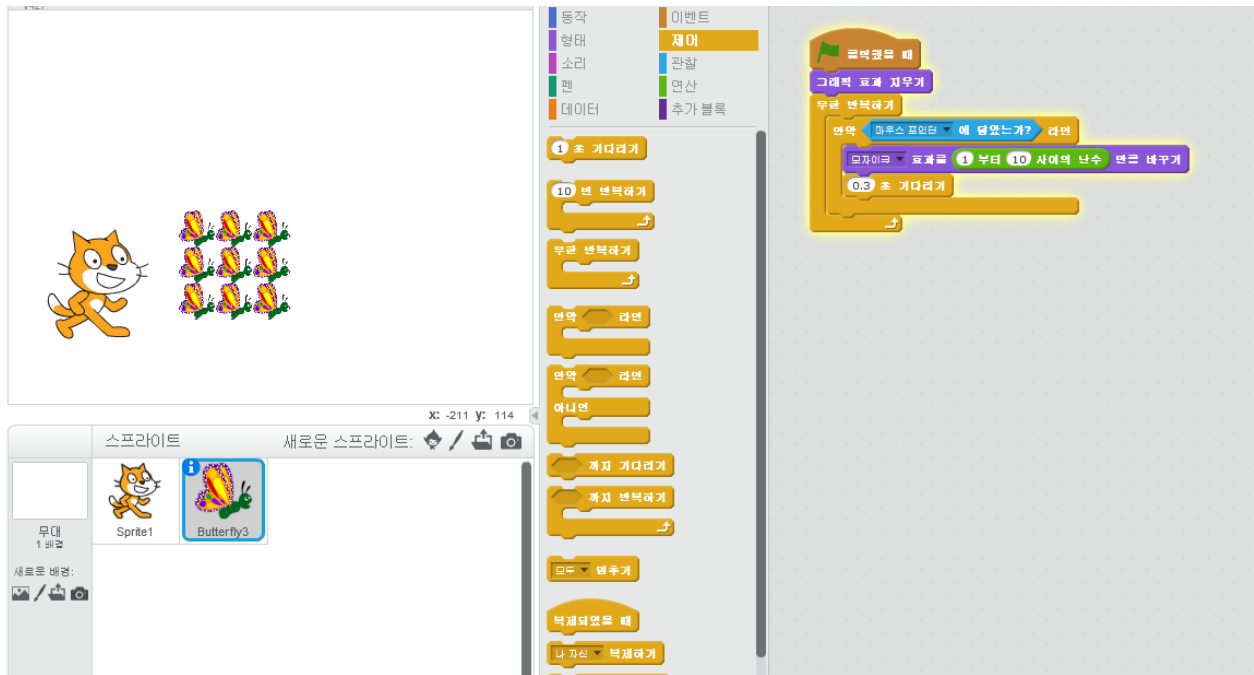 v427
동작
이벤트
형태
제어
소리
관찰
펜
연산
데이터
추가 블록
1 초 기다리기
10 번 반복하기
무한 반복하기
만약 라면
만약 라면
아니면
까지 기다리기
까지 반복하기
모두 멈추기
복제되었을 때
나 자신 복제하기
클릭했을 때
그래픽 효과 지우기
무한 반복하기
만약 마우스 포인터 에 닿았는가? 라면
모자이크 효과를 1 부터 10 사이의 난수 만큼 바꾸기
0.3 초 기다리기
X: -211 y: 114
스프라이트
새로운 스프라이트:
Sprite1
Butterfly3
무대
1 배경
새로운 배경: